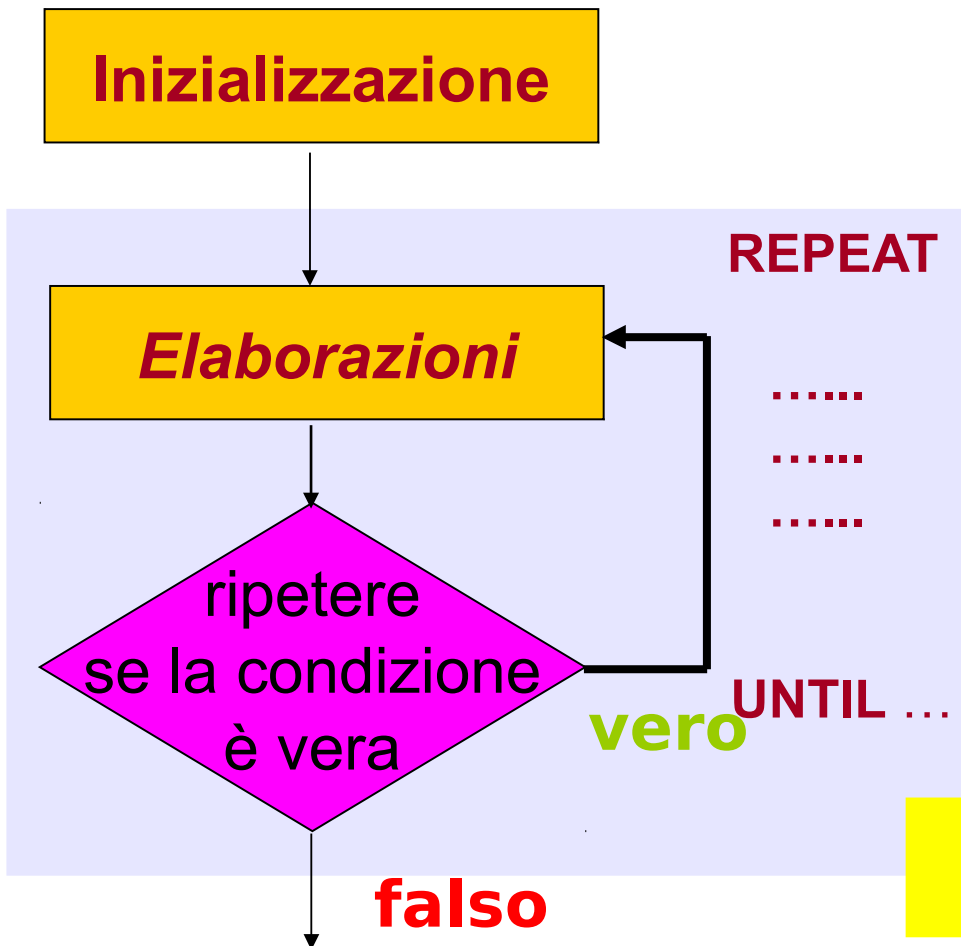 Inizializzazione
REPEAT
Elaborazioni
…...
…...
…...
ripetere
se la condizione
è vera
vero
UNTIL …
falso